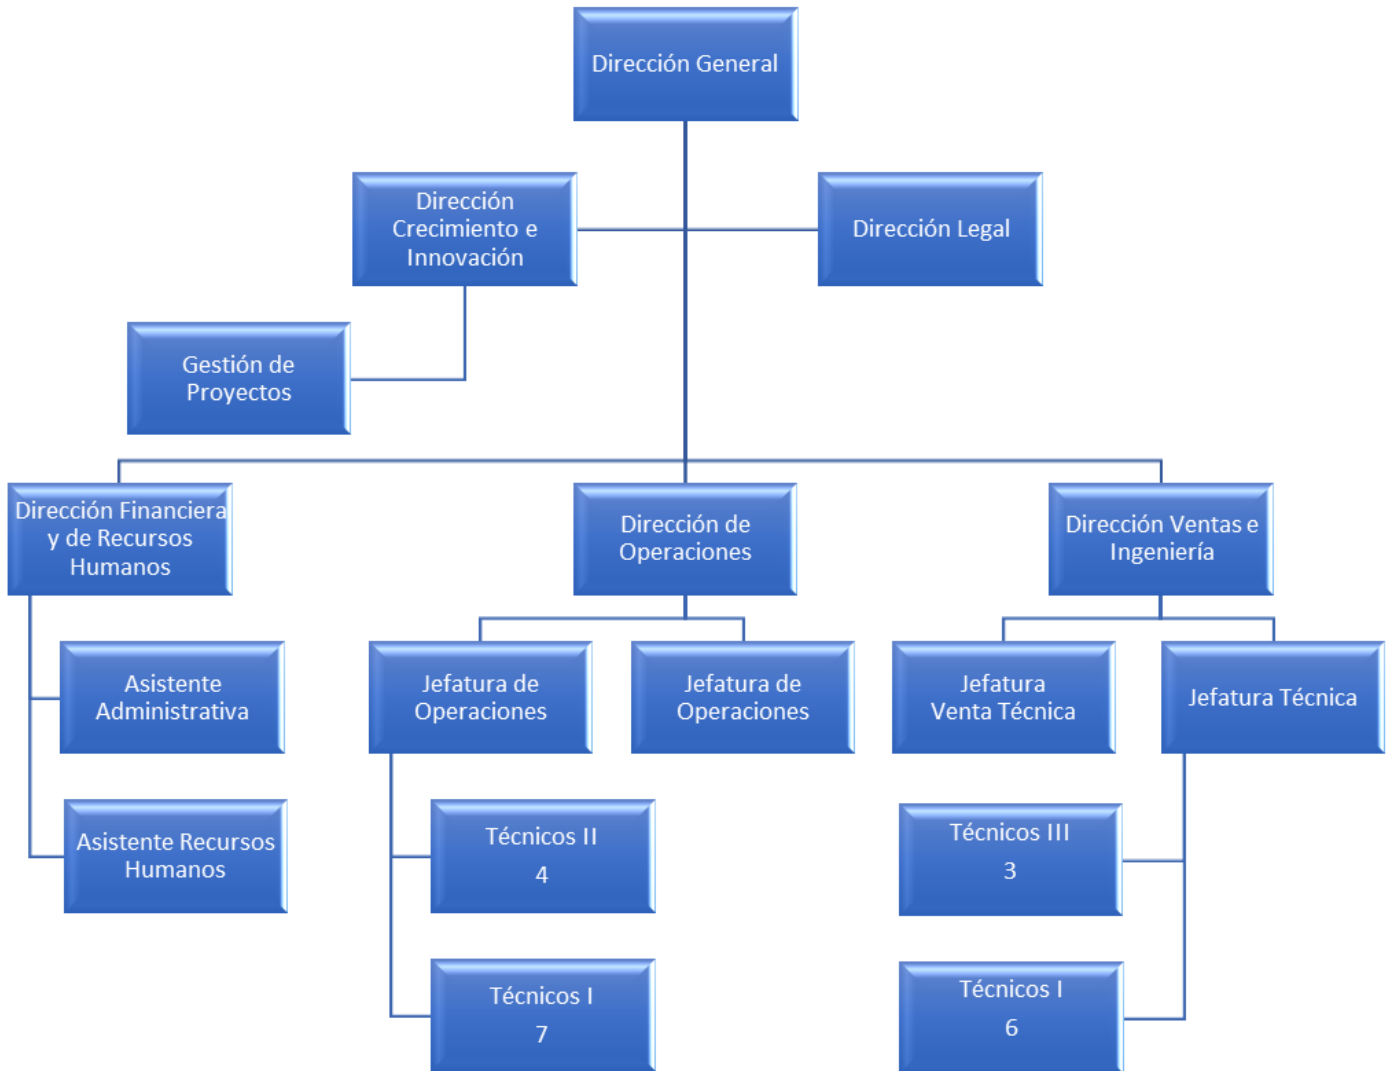 Dirección General
Dirección
Crecimiento e
Innovación
Dirección Legal
Gestión de
Proyectos
Dirección Financiera
y de Recursos
Humanos
Dirección de
Operaciones
Dirección Ventas e
Ingeniería
Asistente
Administrativa
Jefatura de
Operaciones
Jefatura de
Operaciones
Jefatura
Venta Técnica
Jefatura Técnica
Asistente Recursos
Humanos
Técnicos II
4
Técnicos III
3
Técnicos I
7
Técnicos I
6